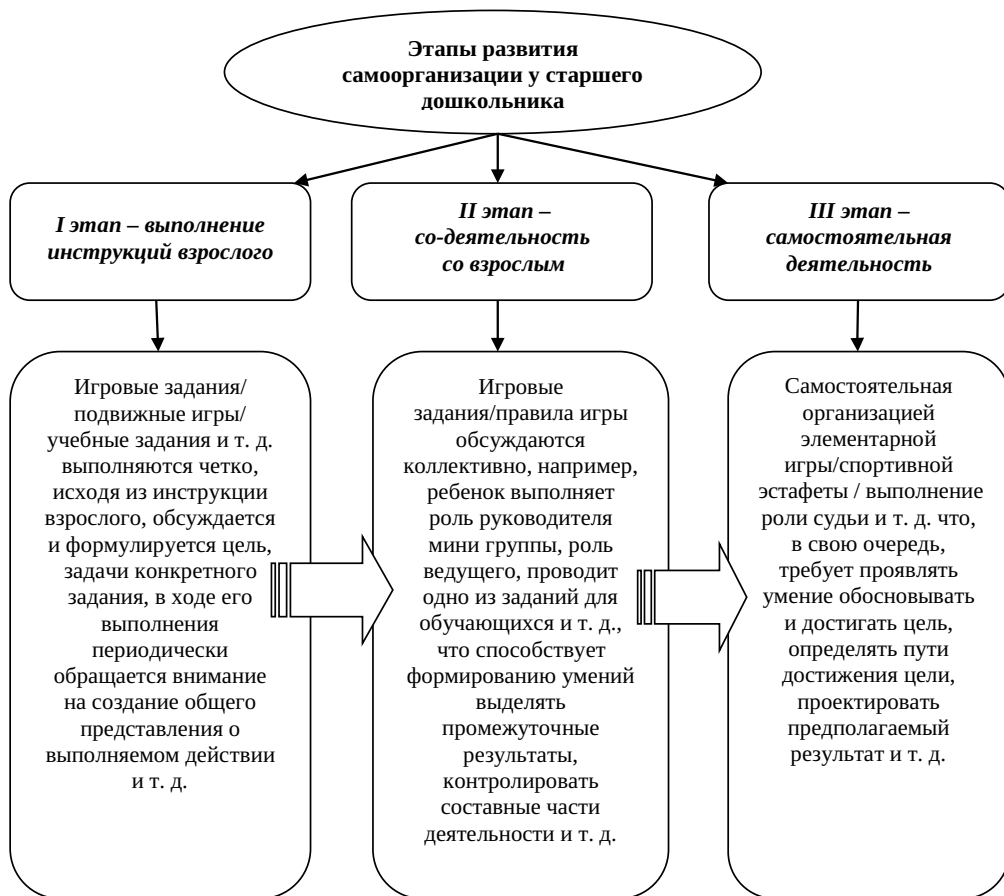 Этапы развития
самоорганизации у старшего
дошкольника
I этап – выполнение
инструкций взрослого
II этап –
со-деятельность
со взрослым
III этап –
самостоятельная
деятельность
Игровые задания/
подвижные игры/
учебные задания и т. д.
выполняются четко,
исходя из инструкции
взрослого, обсуждается
и формулируется цель,
задачи конкретного
задания, в ходе его
выполнения
периодически
обращается внимание
на создание общего
представления о
выполняемом действии
и т. д.
Игровые
задания/правила игры
обсуждаются
коллективно, например,
ребенок выполняет
роль руководителя
мини группы, роль
ведущего, проводит
одно из заданий для
обучающихся и т. д.,
что способствует
формированию умений
выделять
промежуточные
результаты,
контролировать
составные части
деятельности и т. д.
Самостоятельная
организацией
элементарной
игры/спортивной
эстафеты / выполнение
роли судьи и т. д. что,
в свою очередь,
требует проявлять
умение обосновывать
и достигать цель,
определять пути
достижения цели,
проектировать
предполагаемый
результат и т. д.